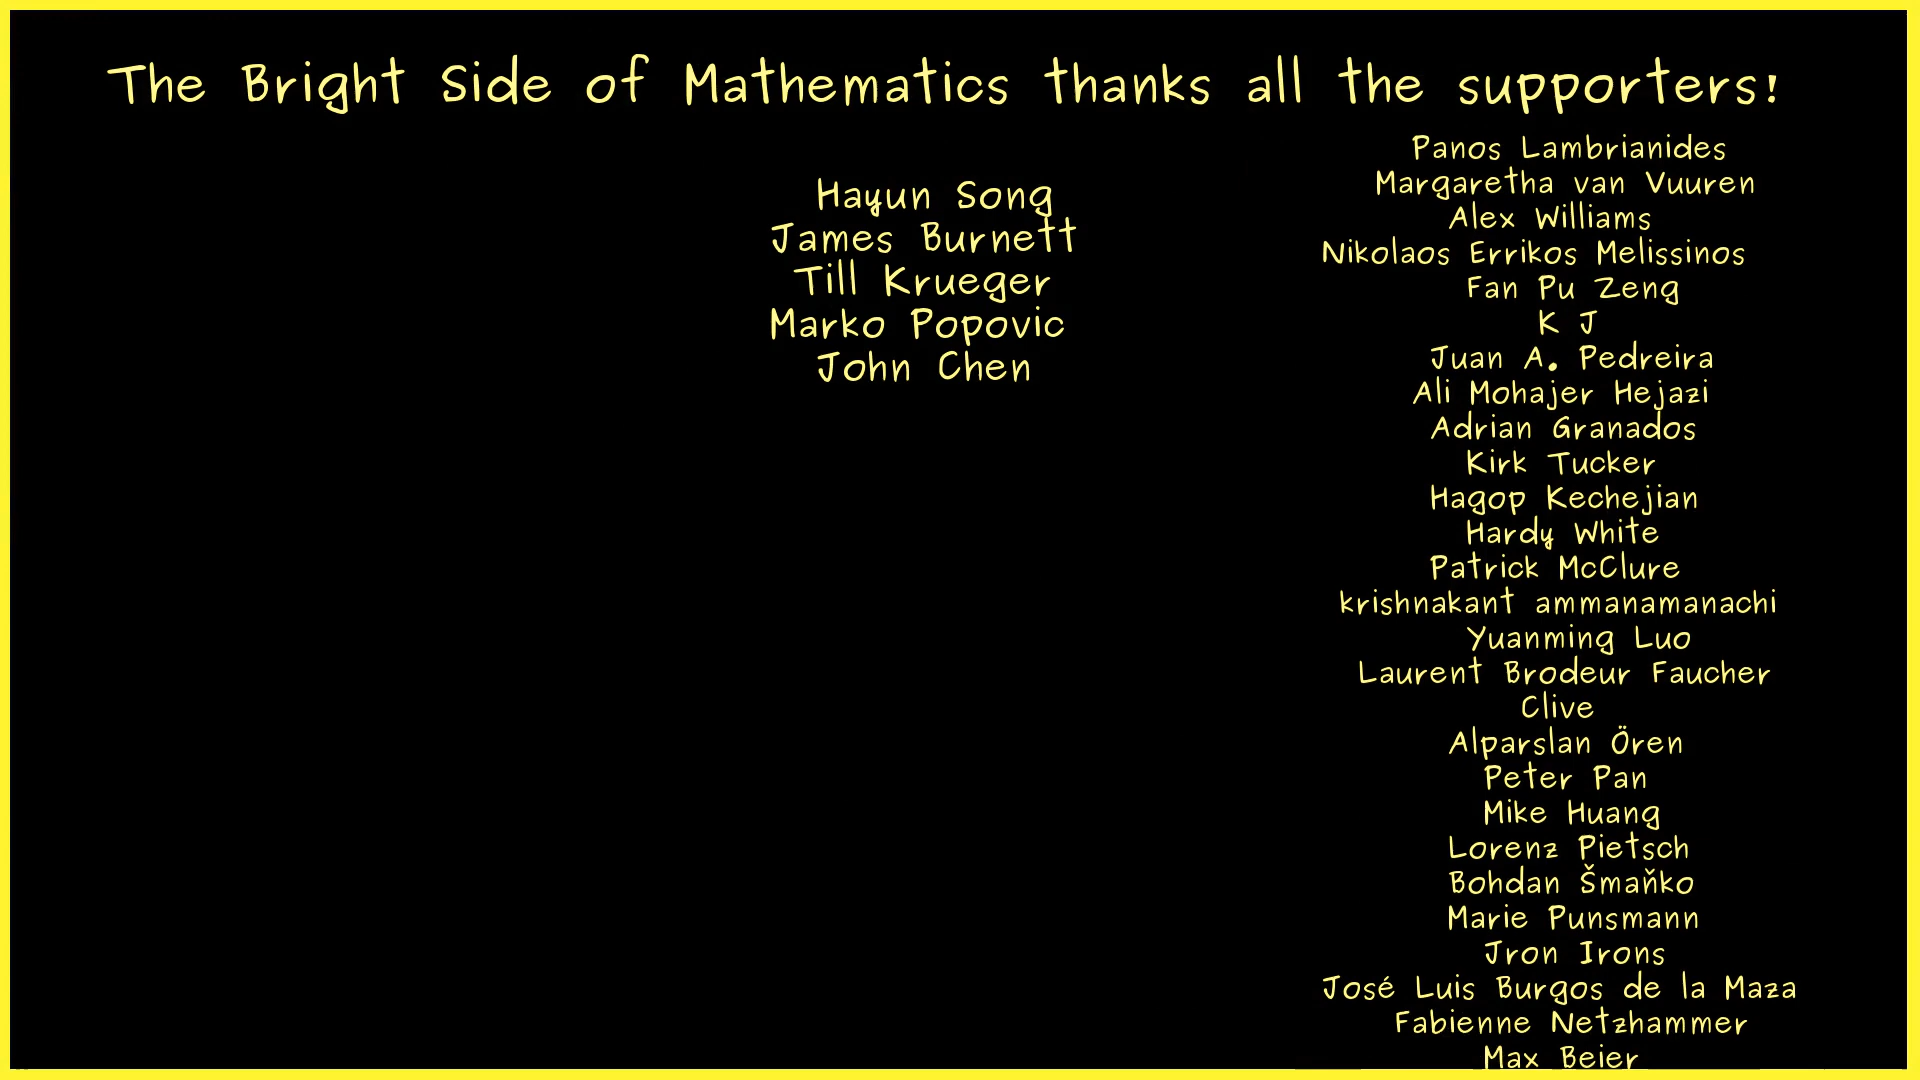 The Bright Side of Mathematics thanks all the supporters!
Hayun Song
James Burnett
Till Krueger
Marko Popovic
John Chen
Panos Lambrianides
Margaretha van Vuuren
Alex Williams
Nikolaos Errikos Melissinos
Fan Pu Zeng
K J
Juan A. Pedreira
Ali Mohajer Hejazi
Adrian Granados
Kirk Tucker
Hagop Kechejian
Hardy White
Patrick McClure
krishnakant ammanamanachi
Yuanming Luo
Laurent Brodeur Faucher
Clive
Alparslan Ören
Peter Pan
Mike Huang
Lorenz Pietsch
Bohdan Šmaňko
Marie Punsmann
Jron Irons
José Luis Burgos de la Maza
Fabienne Netzhammer
Max Beier